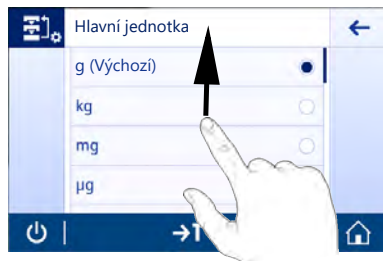 Hlavní jednotka
g (Výchozí)
kg
mg
µg
→T